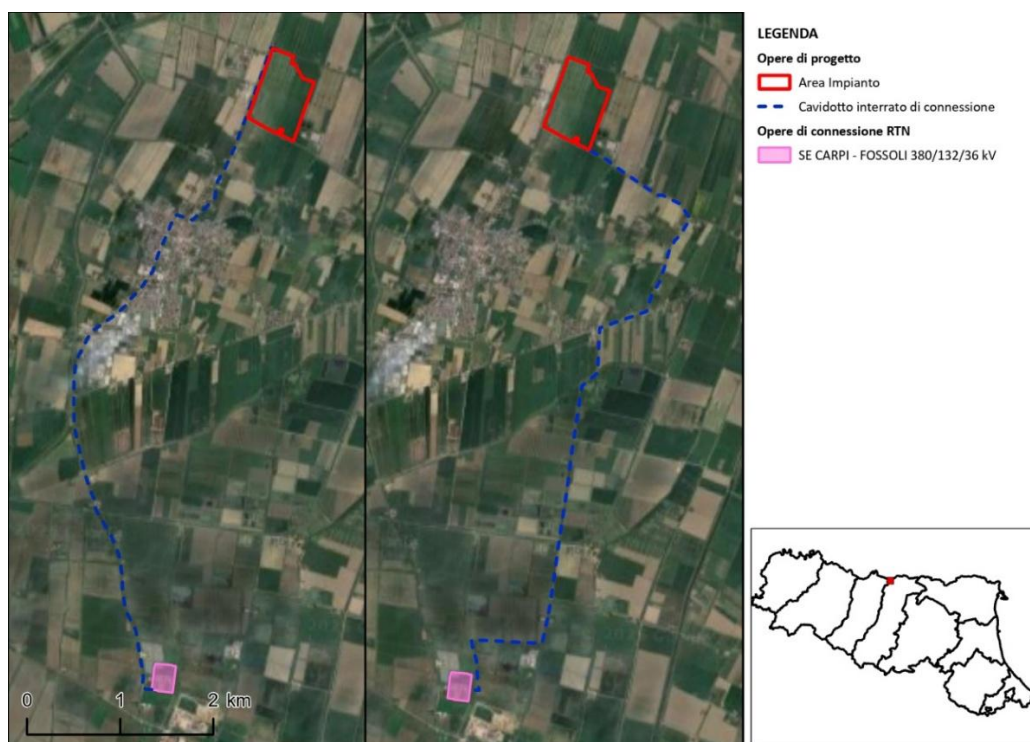 LEGENDA
Opere di progetto
Area Impianto
Cavidotto interrato di connessione
Opere di connessione RTN
SE CARPI - FOSSOLI 380/132/36 kV
0 1 2 km